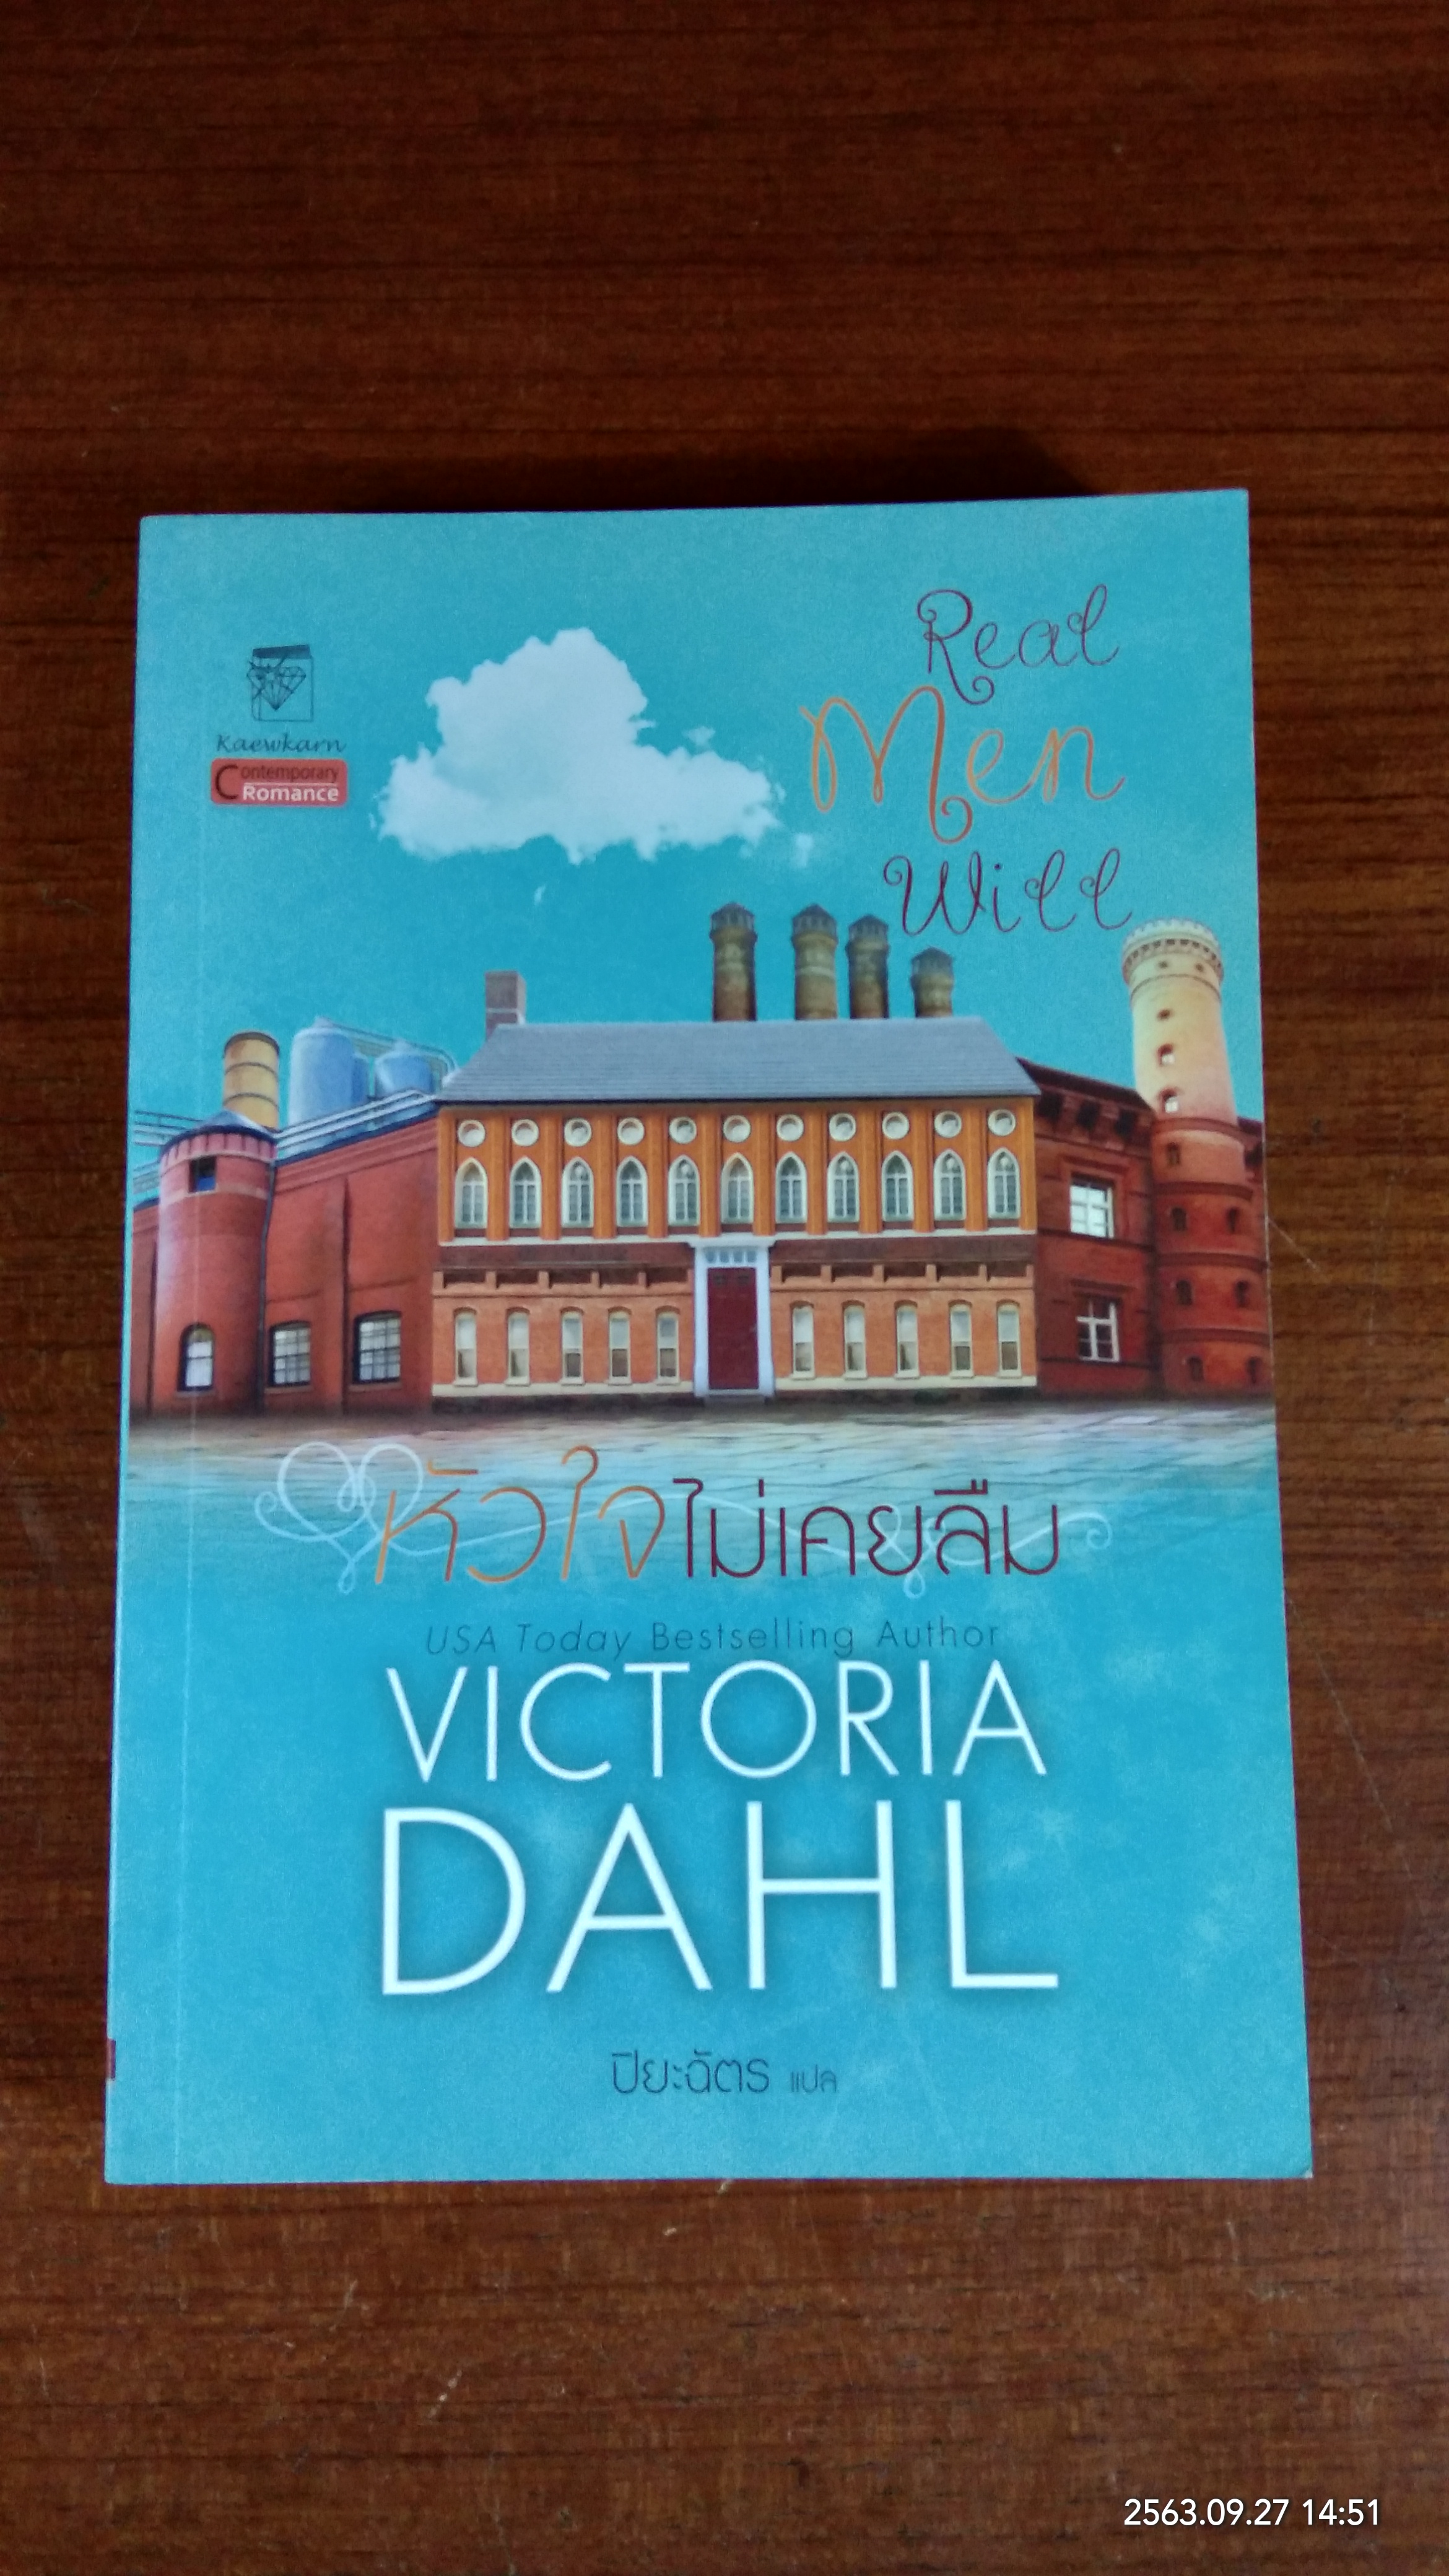 Real
Men
Will
Kaewkarn
Contemporary
Romance
หัวใจไม่เคยลืม
USA Today Bestselling Author
VICTORIA
DAHL
ปิยะฉัตร แปล
2563.09.27 14:51